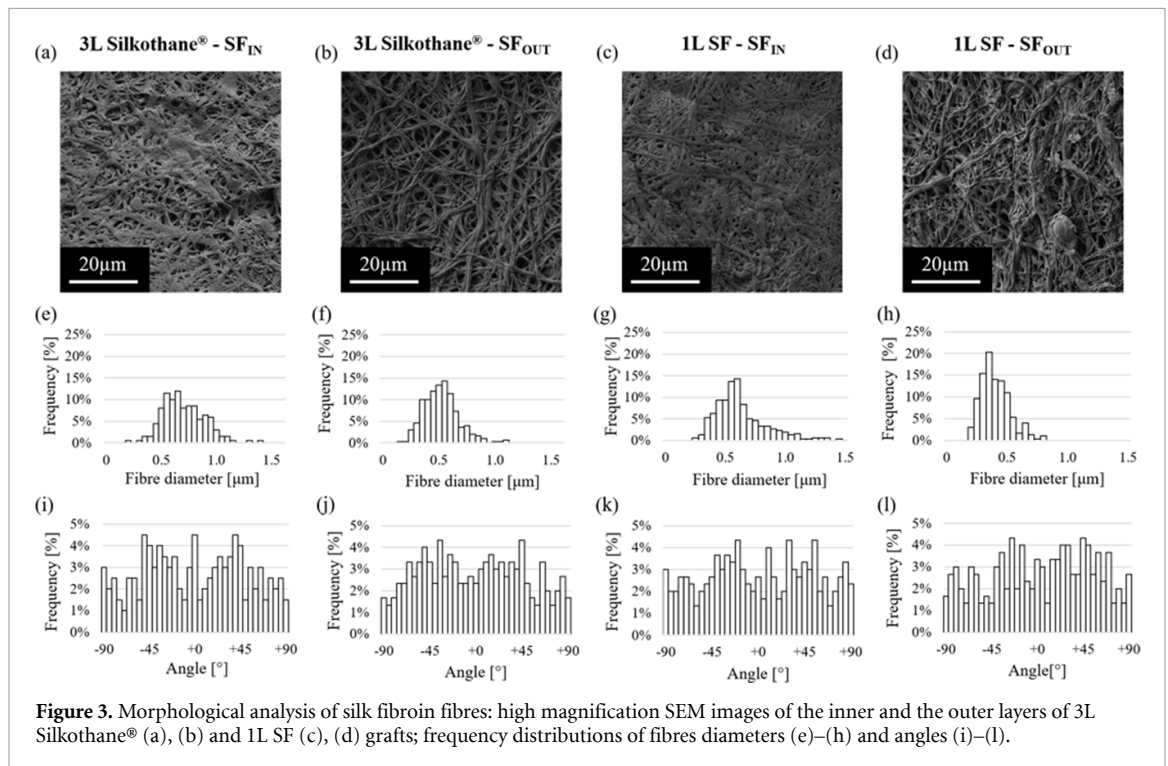 3L Silkothane® - SFIN
3L Silkothane® - SFOUT
1L SF - SFIN
1L SF - SFOUT
(a)
(b)
(c)
(d)
20µm
20µm
20µm
20µm
(e)
(f)
(g)
(h)
Frequency [%]
25%
20%
15%
10%
5%
0%
0
0.5
1.0
1.5
Fibre diameter [µm]
Frequency [%]
25%
20%
15%
10%
5%
0%
0
0.5
1.0
1.5
Fibre diameter [µm]
Frequency [%]
25%
20%
15%
10%
5%
0%
0
0.5
1.0
1.5
Fibre diameter [µm]
Frequency [%]
25%
20%
15%
10%
5%
0%
0
0.5
1.0
1.5
Fibre diameter [µm]
(i)
(j)
(k)
(l)
Frequency [%]
5%
4%
3%
2%
1%
0%
-90
-45
+0
+45
+90
Angle [°]
Frequency [%]
5%
4%
3%
2%
1%
0%
-90
-45
+0
+45
+90
Angle [°]
Frequency [%]
5%
4%
3%
2%
1%
0%
-90
-45
+0
+45
+90
Angle [°]
Frequency [%]
5%
4%
3%
2%
1%
0%
-90
-45
+0
+45
+90
Angle[°]
Figure 3. Morphological analysis of silk fibroin fibres: high magnification SEM images of the inner and the outer layers of 3L
Silkothane® (a), (b) and 1L SF (c), (d) grafts; frequency distributions of fibres diameters (e)–(h) and angles (i)–(l).